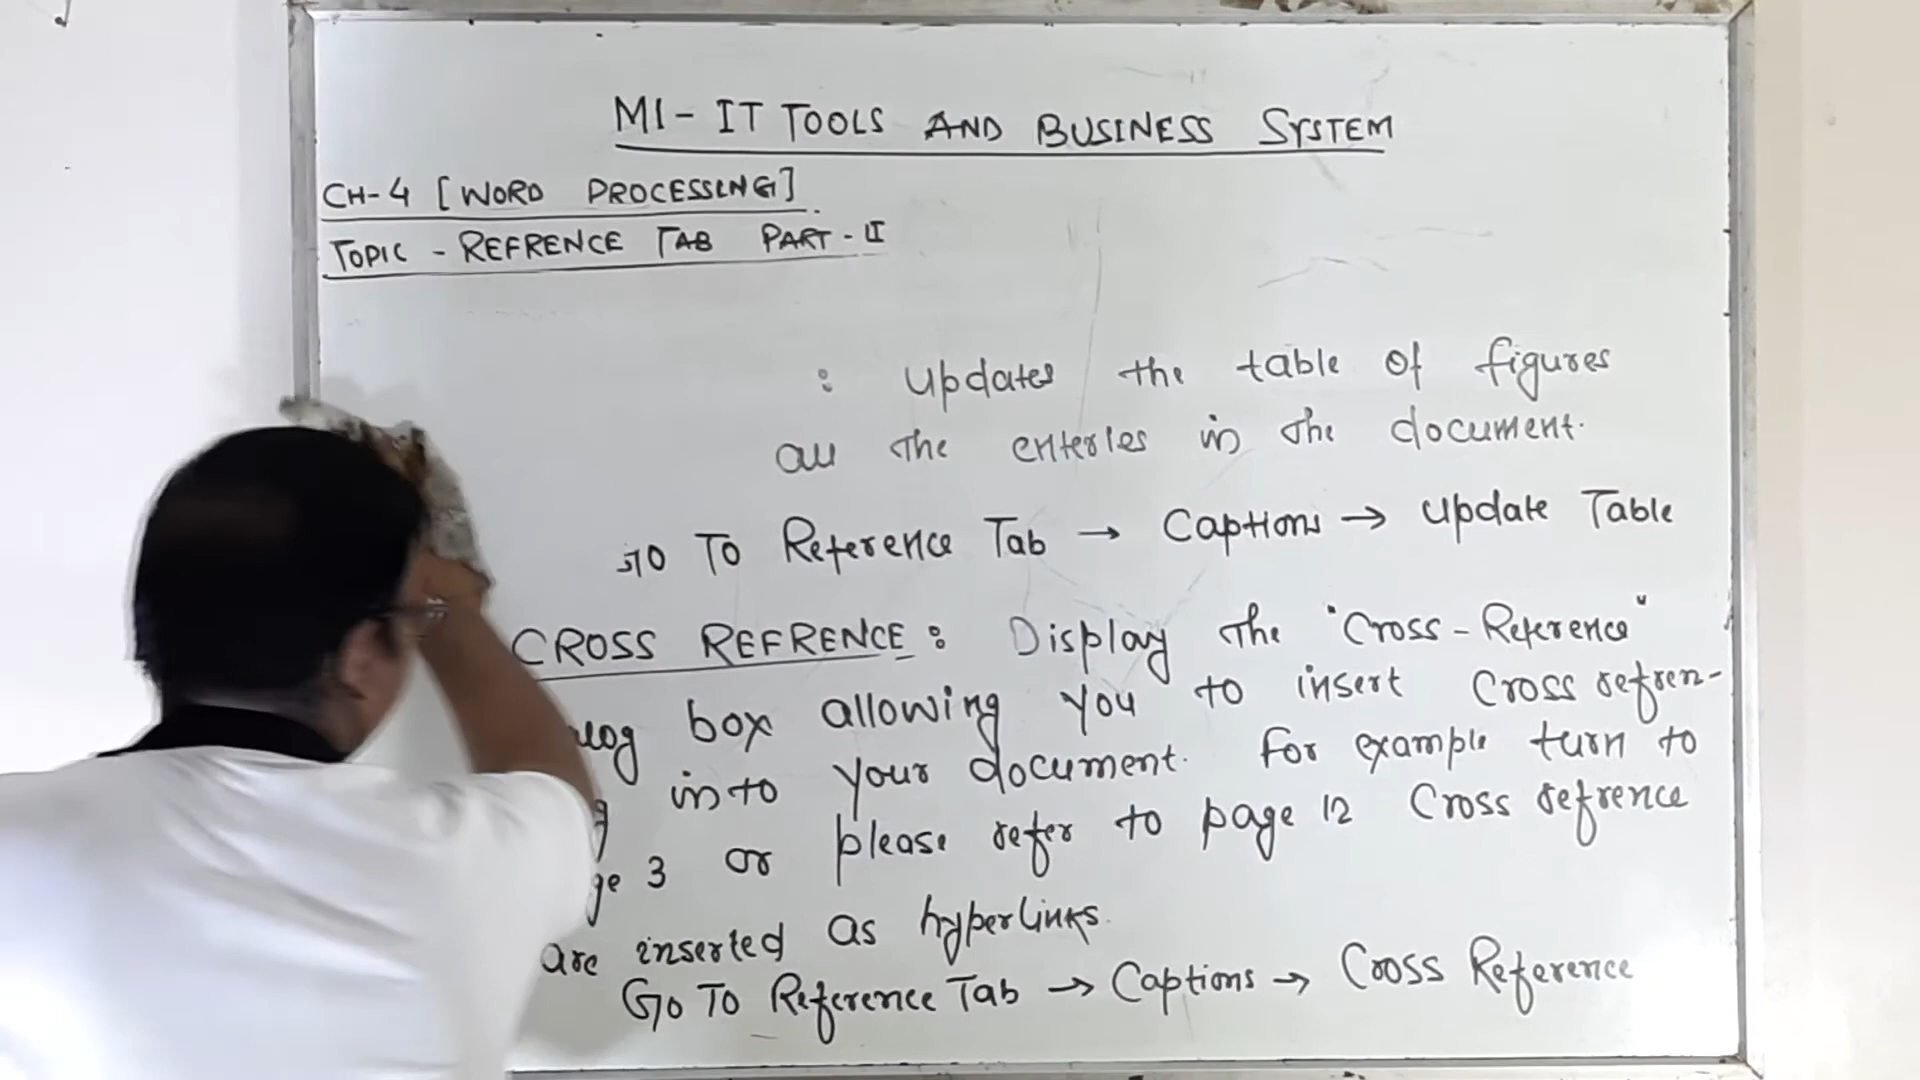 M1- IT TOOLS AND BUSINESS SYSTEM
CH-4 [WORD PROCESSING]
TOPIC - REFRENCE TAB PART-II
: updates the table of figures
all the enteries in the document.
To Reference Tab → Captions → Update Table
CROSS REFRENCE: Display the "Cross-Reference"
box allowing you to insert Cross refren-
into your document. For example turn to
3 or please refer to page 12 Cross refrence
are inserted as hyperlinks.
Go To Reference Tab → Captions → Cross Reference